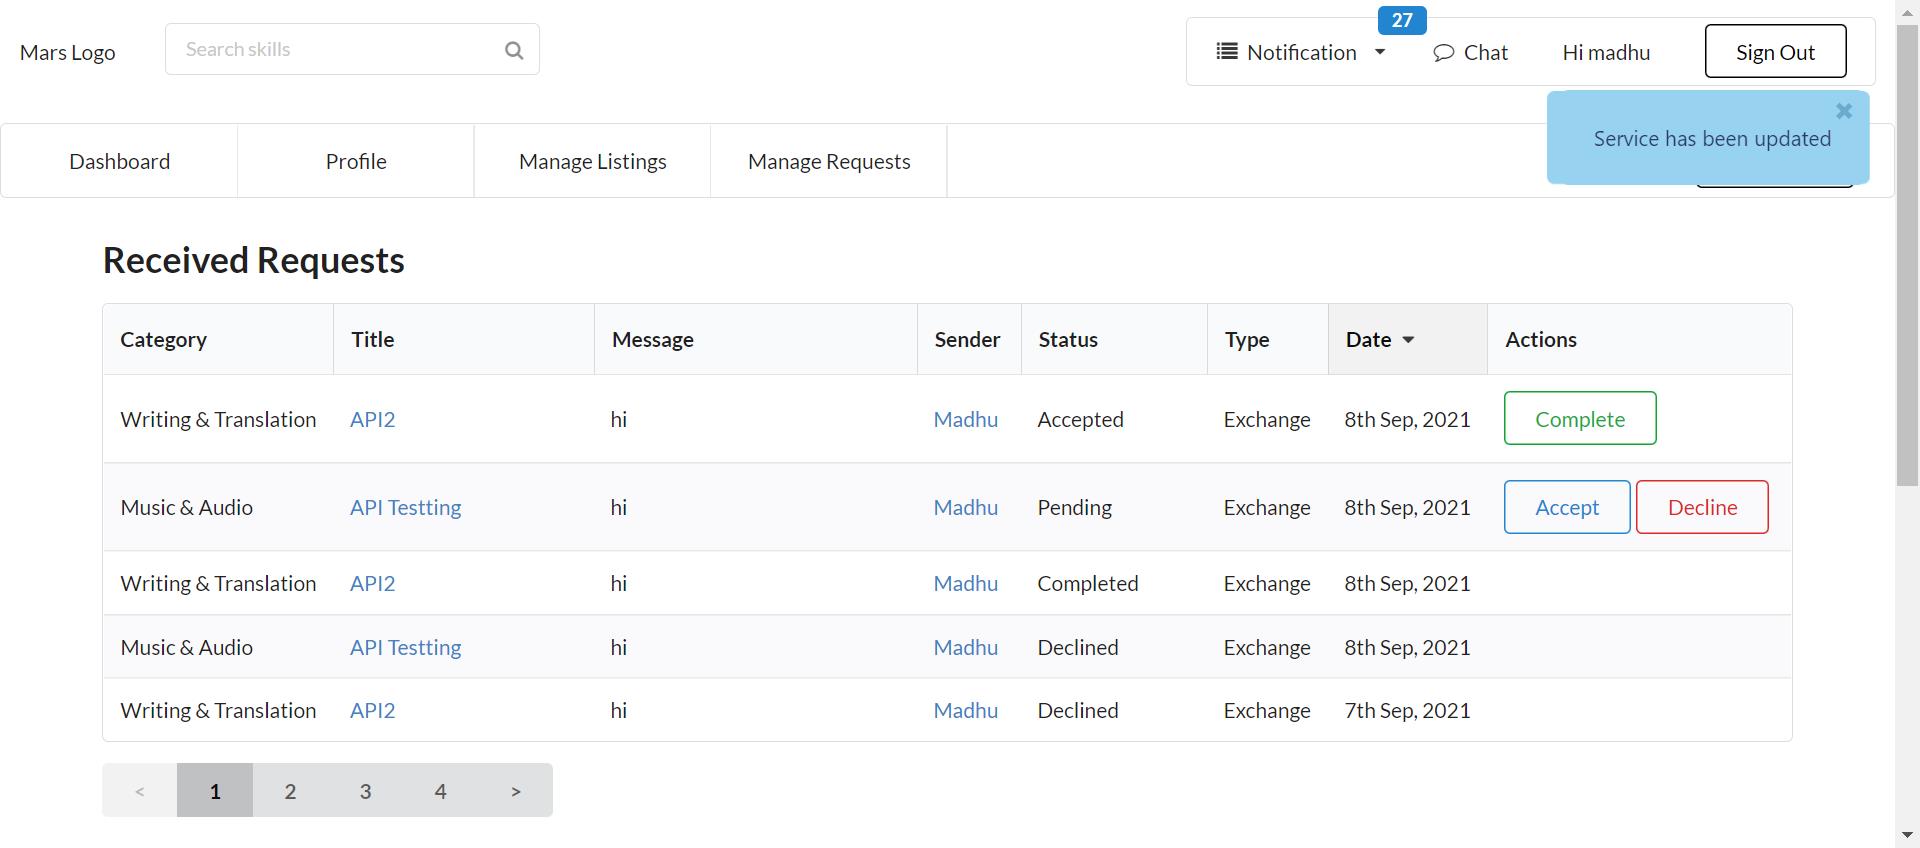 27
Mars Logo
Search skills
Notification Chat Hi madhu Sign Out
Service has been updated
Dashboard Profile Manage Listings Manage Requests
Received Requests
Category Title Message Sender Status Type Date Actions
Writing & Translation API2 hi Madhu Accepted Exchange 8th Sep, 2021 Complete
Music & Audio API Testting hi Madhu Pending Exchange 8th Sep, 2021 Accept Decline
Writing & Translation API2 hi Madhu Completed Exchange 8th Sep, 2021
Music & Audio API Testting hi Madhu Declined Exchange 8th Sep, 2021
Writing & Translation API2 hi Madhu Declined Exchange 7th Sep, 2021
< 1 2 3 4 >